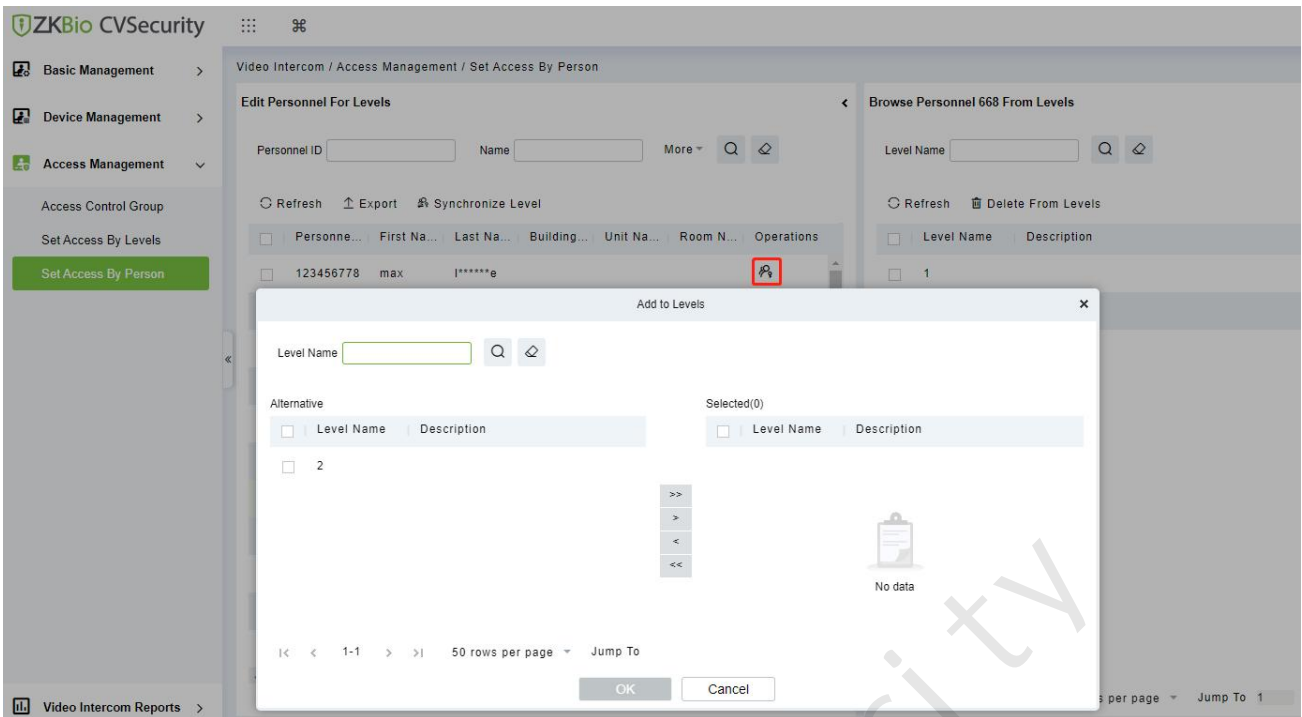 ZKBio CVSecurity
Basic Management
Device Management
Access Management
Access Control Group
Set Access By Levels
Set Access By Person
Video Intercom Reports
Video Intercom / Access Management / Set Access By Person
Edit Personnel For Levels
Personnel ID Name More
Refresh Export Synchronize Level
Personne... First Na... Last Na... Building... Unit Na... Room N... Operations
123456778 max l******e
Browse Personnel 668 From Levels
Level Name
Refresh Delete From Levels
Level Name Description
1
Add to Levels
Level Name
Alternative
Level Name Description
2
>>
>
<
<<
Selected(0)
Level Name Description
No data
1-1 50 rows per page Jump To
OK Cancel
s per page Jump To 1